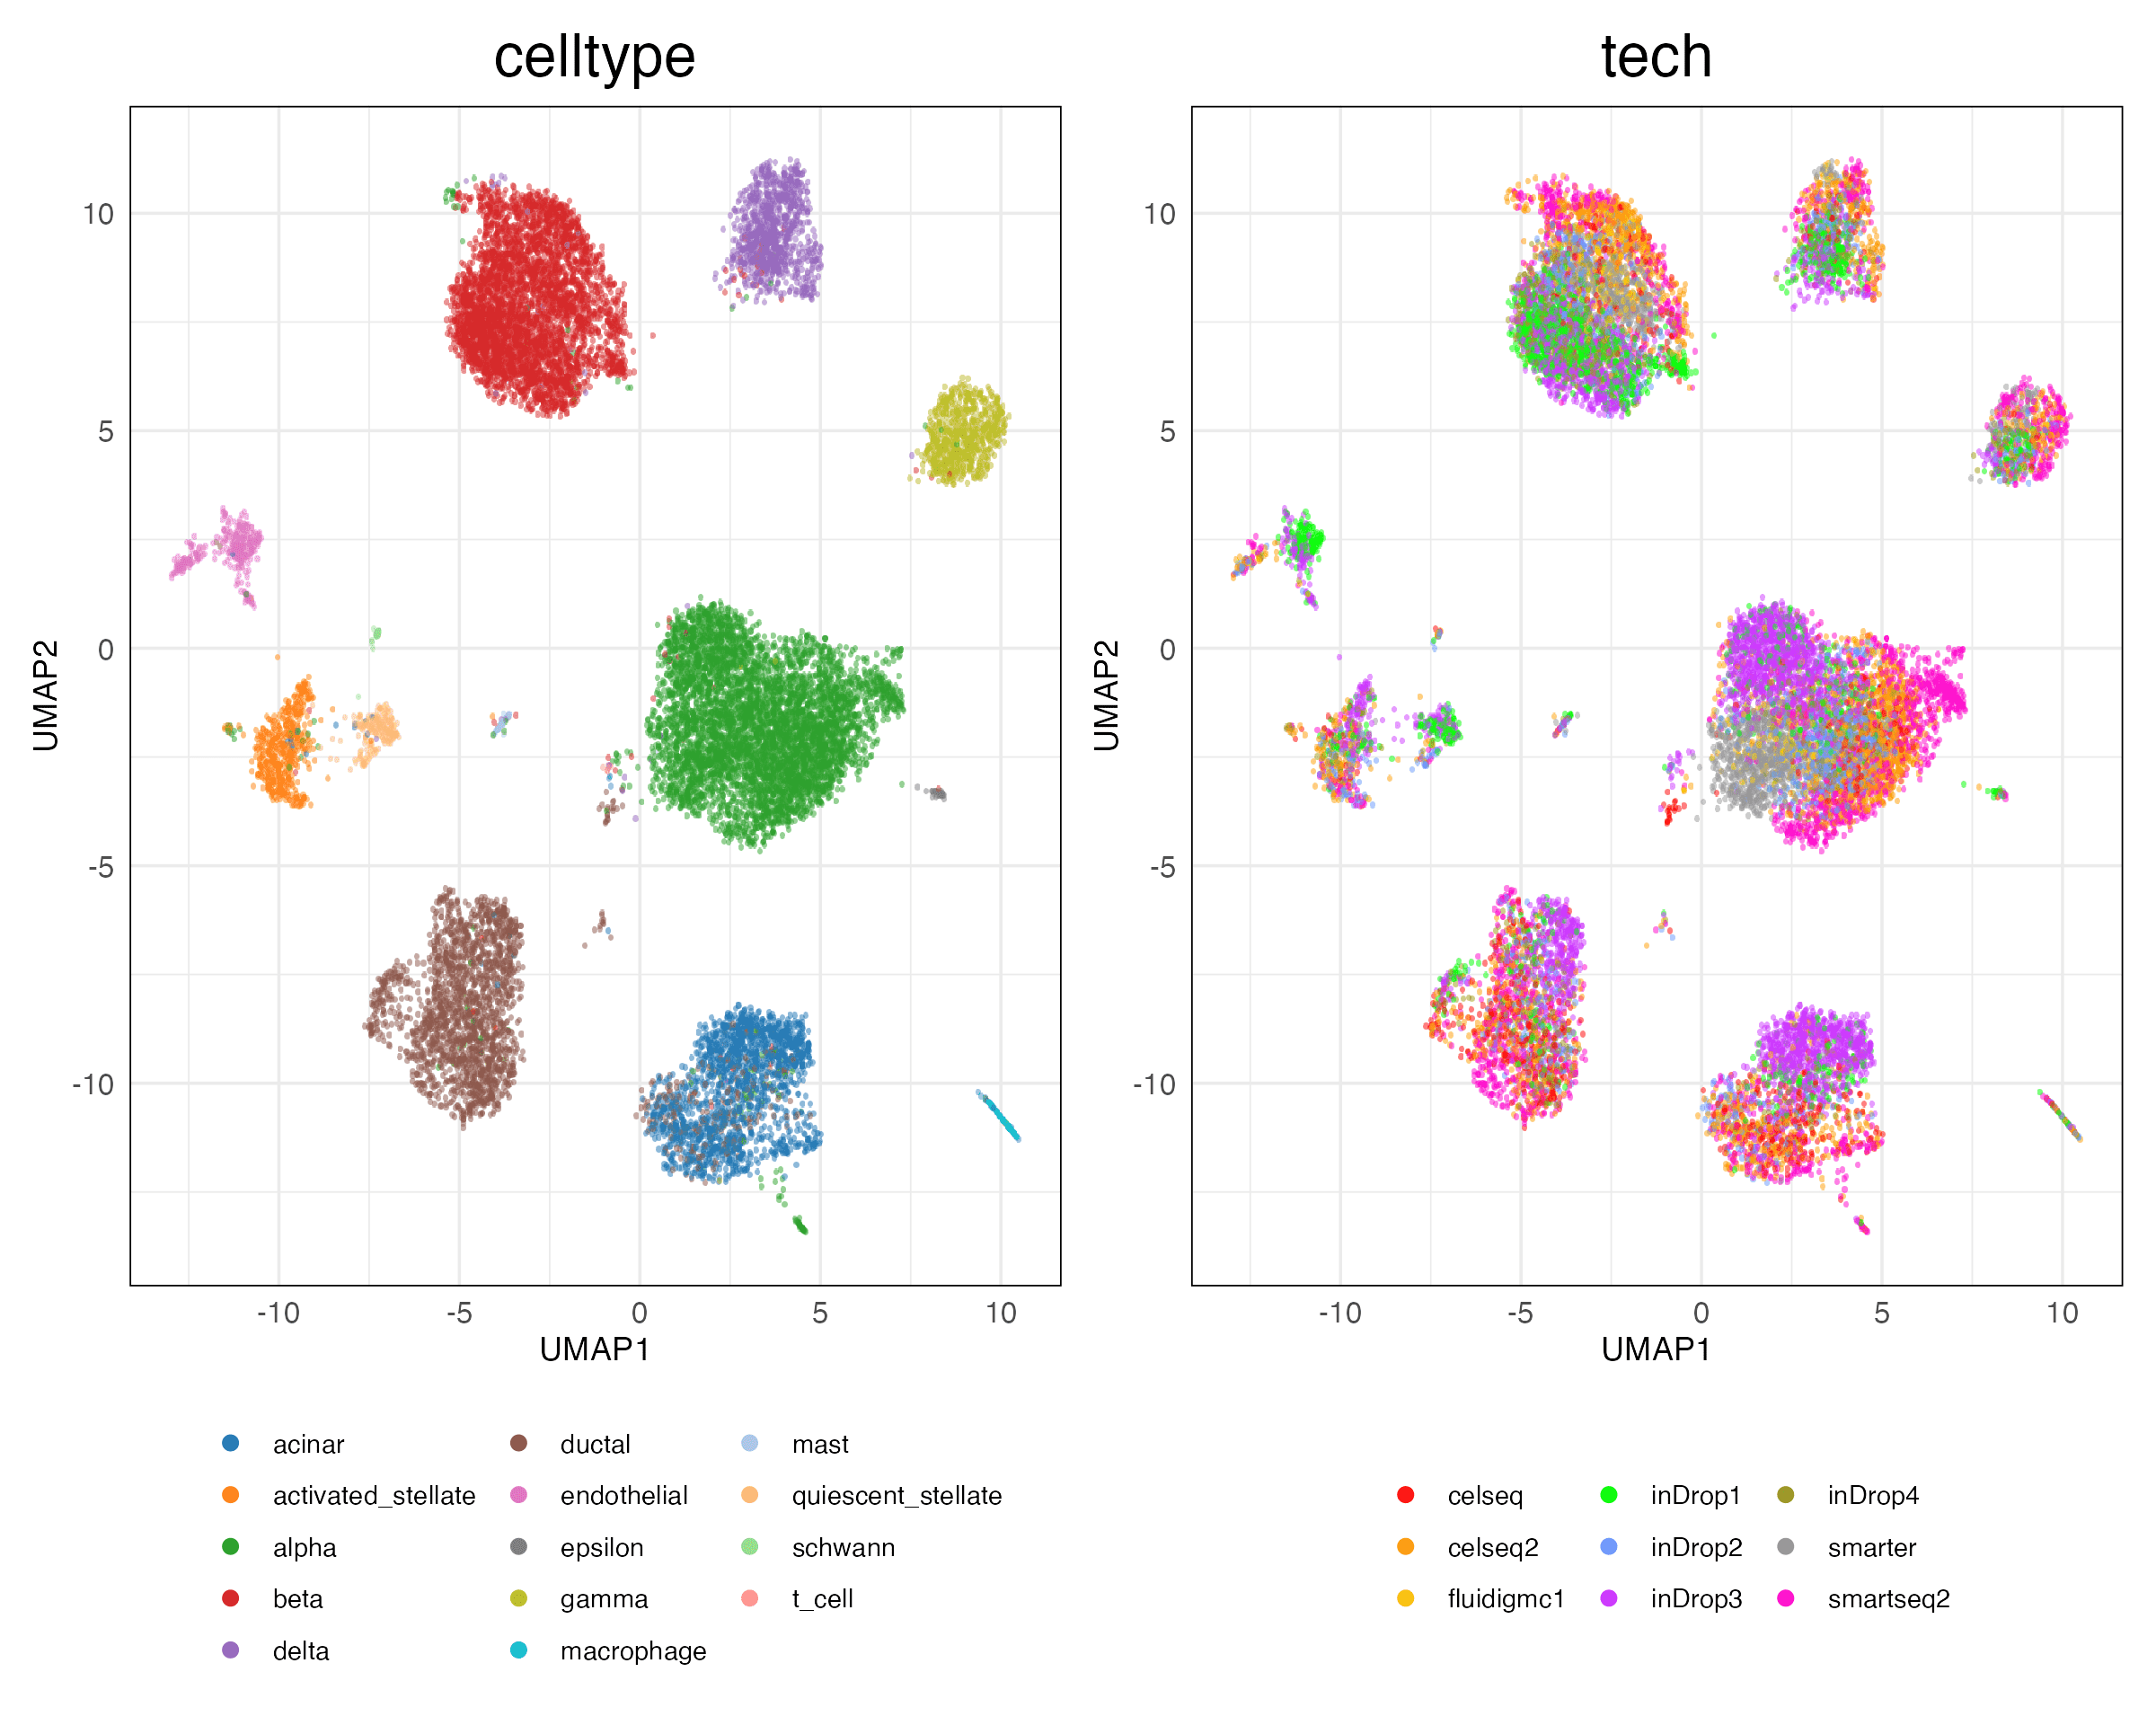 celltype
tech
10
5
0
-5
-10
UMAP2
-10
-5
0
5
10
UMAP1
10
5
0
-5
-10
UMAP2
-10
-5
0
5
10
UMAP1
acinar
activated_stellate
alpha
beta
delta
ductal
endothelial
epsilon
gamma
macrophage
mast
quiescent_stellate
schwann
t_cell
celseq
celseq2
fluidigmc1
inDrop1
inDrop2
inDrop3
inDrop4
smarter
smartseq2